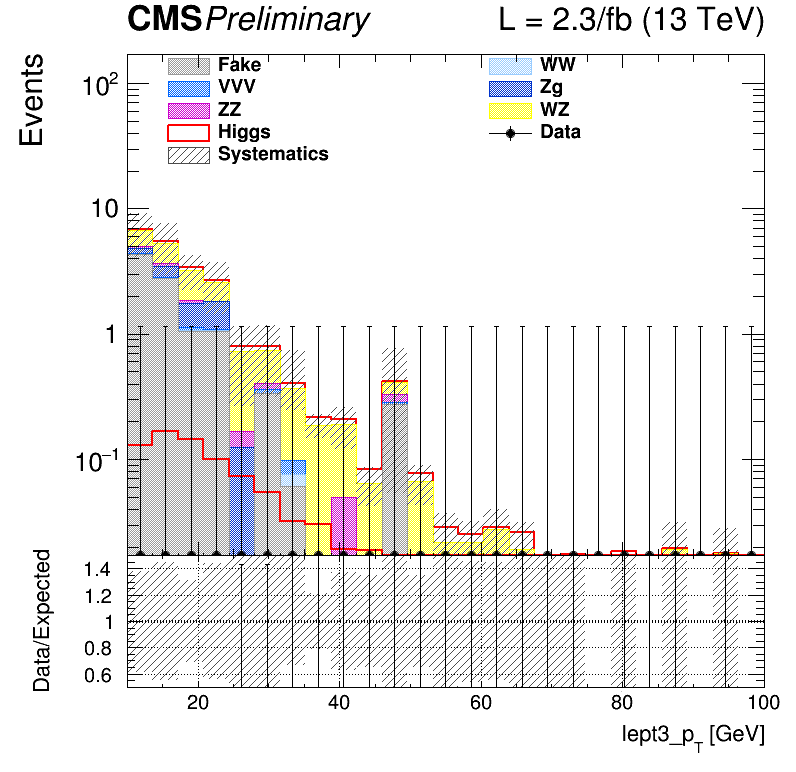 CMSPreliminary L = 2.3/fb (13 TeV)
Events
Fake WW
VVV Zg
ZZ WZ
Higgs Data
Systematics
10²
10
1
10⁻¹
Data/Expected
1.4
1.2
1
0.8
0.6
20 40 60 80 100
lept3_p_T [GeV]